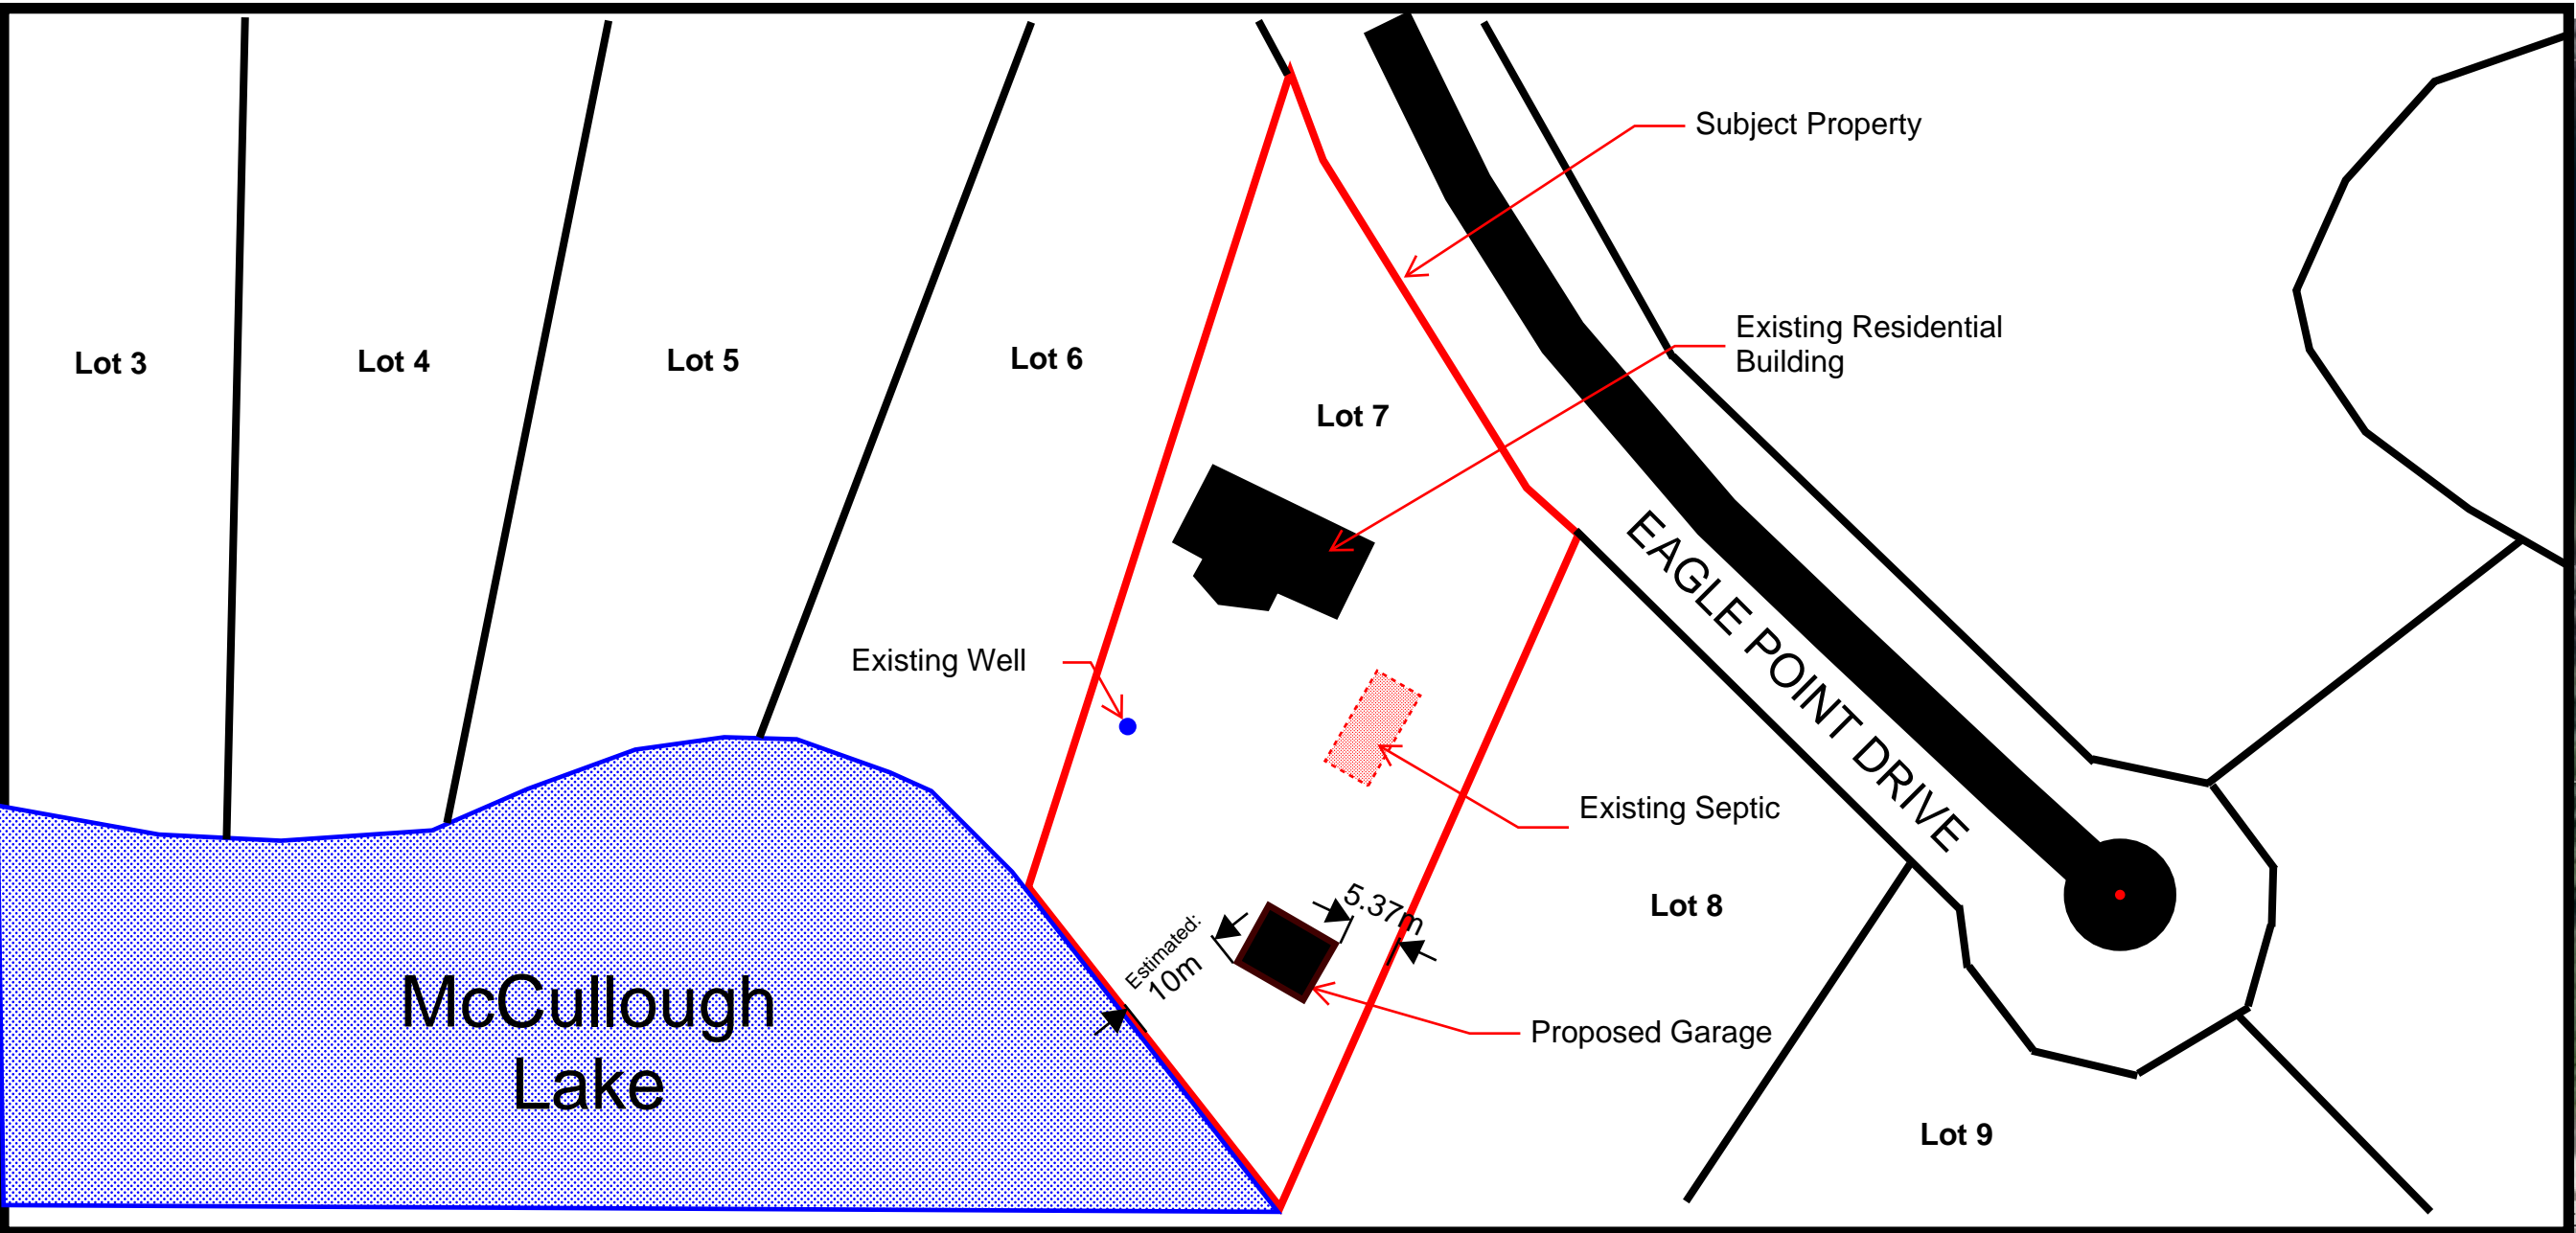 Subject Property
Existing Residential
Building
Lot 3
Lot 4
Lot 5
Lot 6
Lot 7
EAGLE POINT DRIVE
Existing Well
Existing Septic
5.37m
Lot 8
Estimated:
10m
McCullough
Lake
Proposed Garage
Lot 9